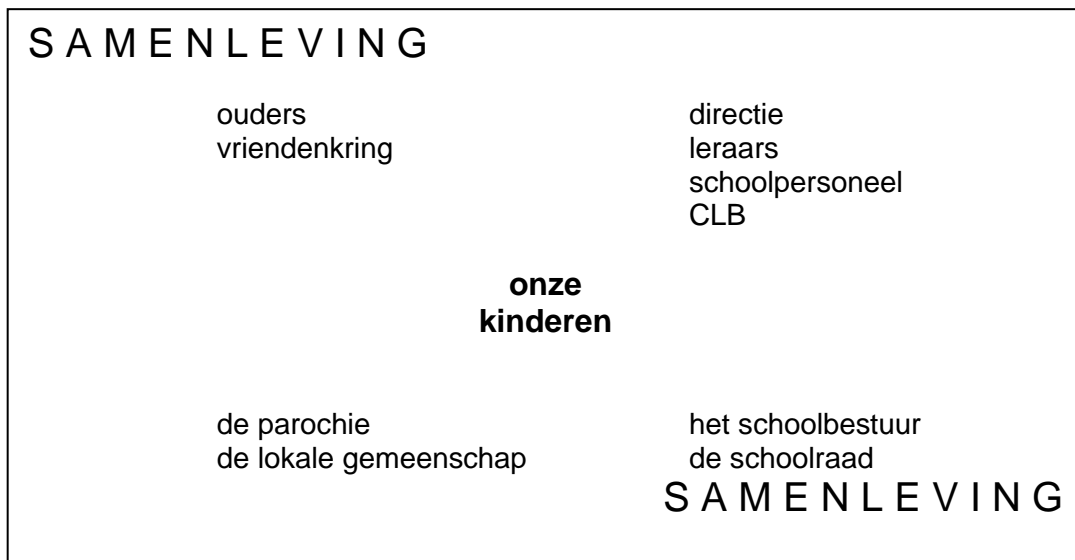 S A M E N L E V I N G
ouders
vriendenkring
directie
leraars
schoolpersoneel
CLB
onze
kinderen
de parochie
de lokale gemeenschap
het schoolbestuur
de schoolraad
S A M E N L E V I N G